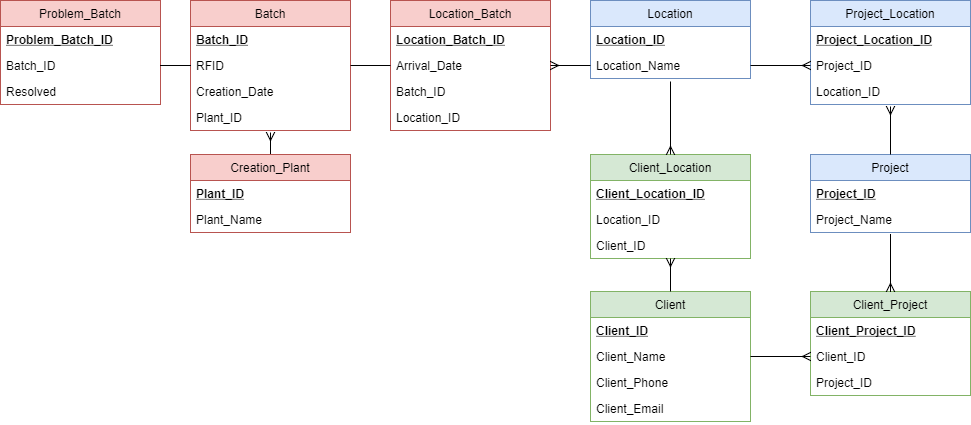 Problem_Batch
Problem_Batch_ID
Batch_ID
Resolved
Batch
Batch_ID
RFID
Creation_Date
Plant_ID
Location_Batch
Location_Batch_ID
Arrival_Date
Batch_ID
Location_ID
Location
Location_ID
Location_Name
Project_Location
Project_Location_ID
Project_ID
Location_ID
Creation_Plant
Plant_ID
Plant_Name
Client_Location
Client_Location_ID
Location_ID
Client_ID
Project
Project_ID
Project_Name
Client
Client_ID
Client_Name
Client_Phone
Client_Email
Client_Project
Client_Project_ID
Client_ID
Project_ID